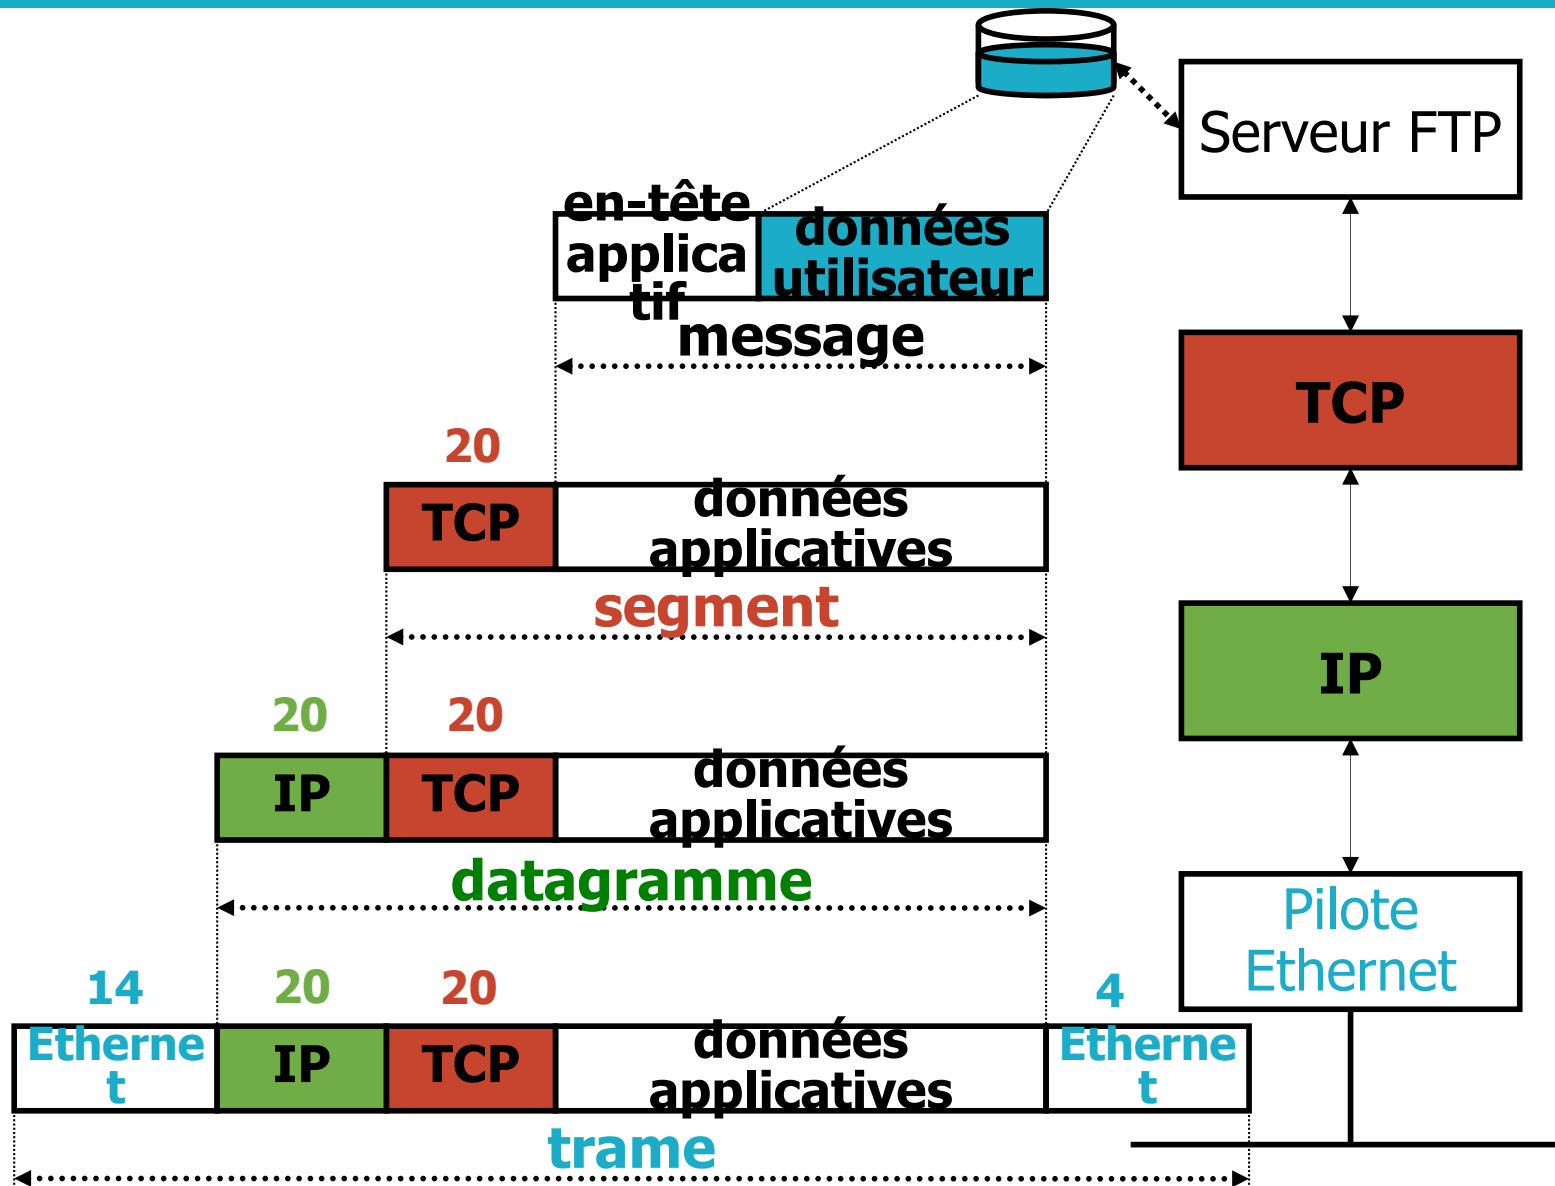 Serveur FTP
en-tête
applica
tif
données
utilisateur
message
TCP
20
TCP
données
applicatives
segment
IP
20
20
IP
TCP
données
applicatives
datagramme
Pilote
Ethernet
14
20
20
4
Etherne
t
IP
TCP
données
applicatives
Etherne
t
trame